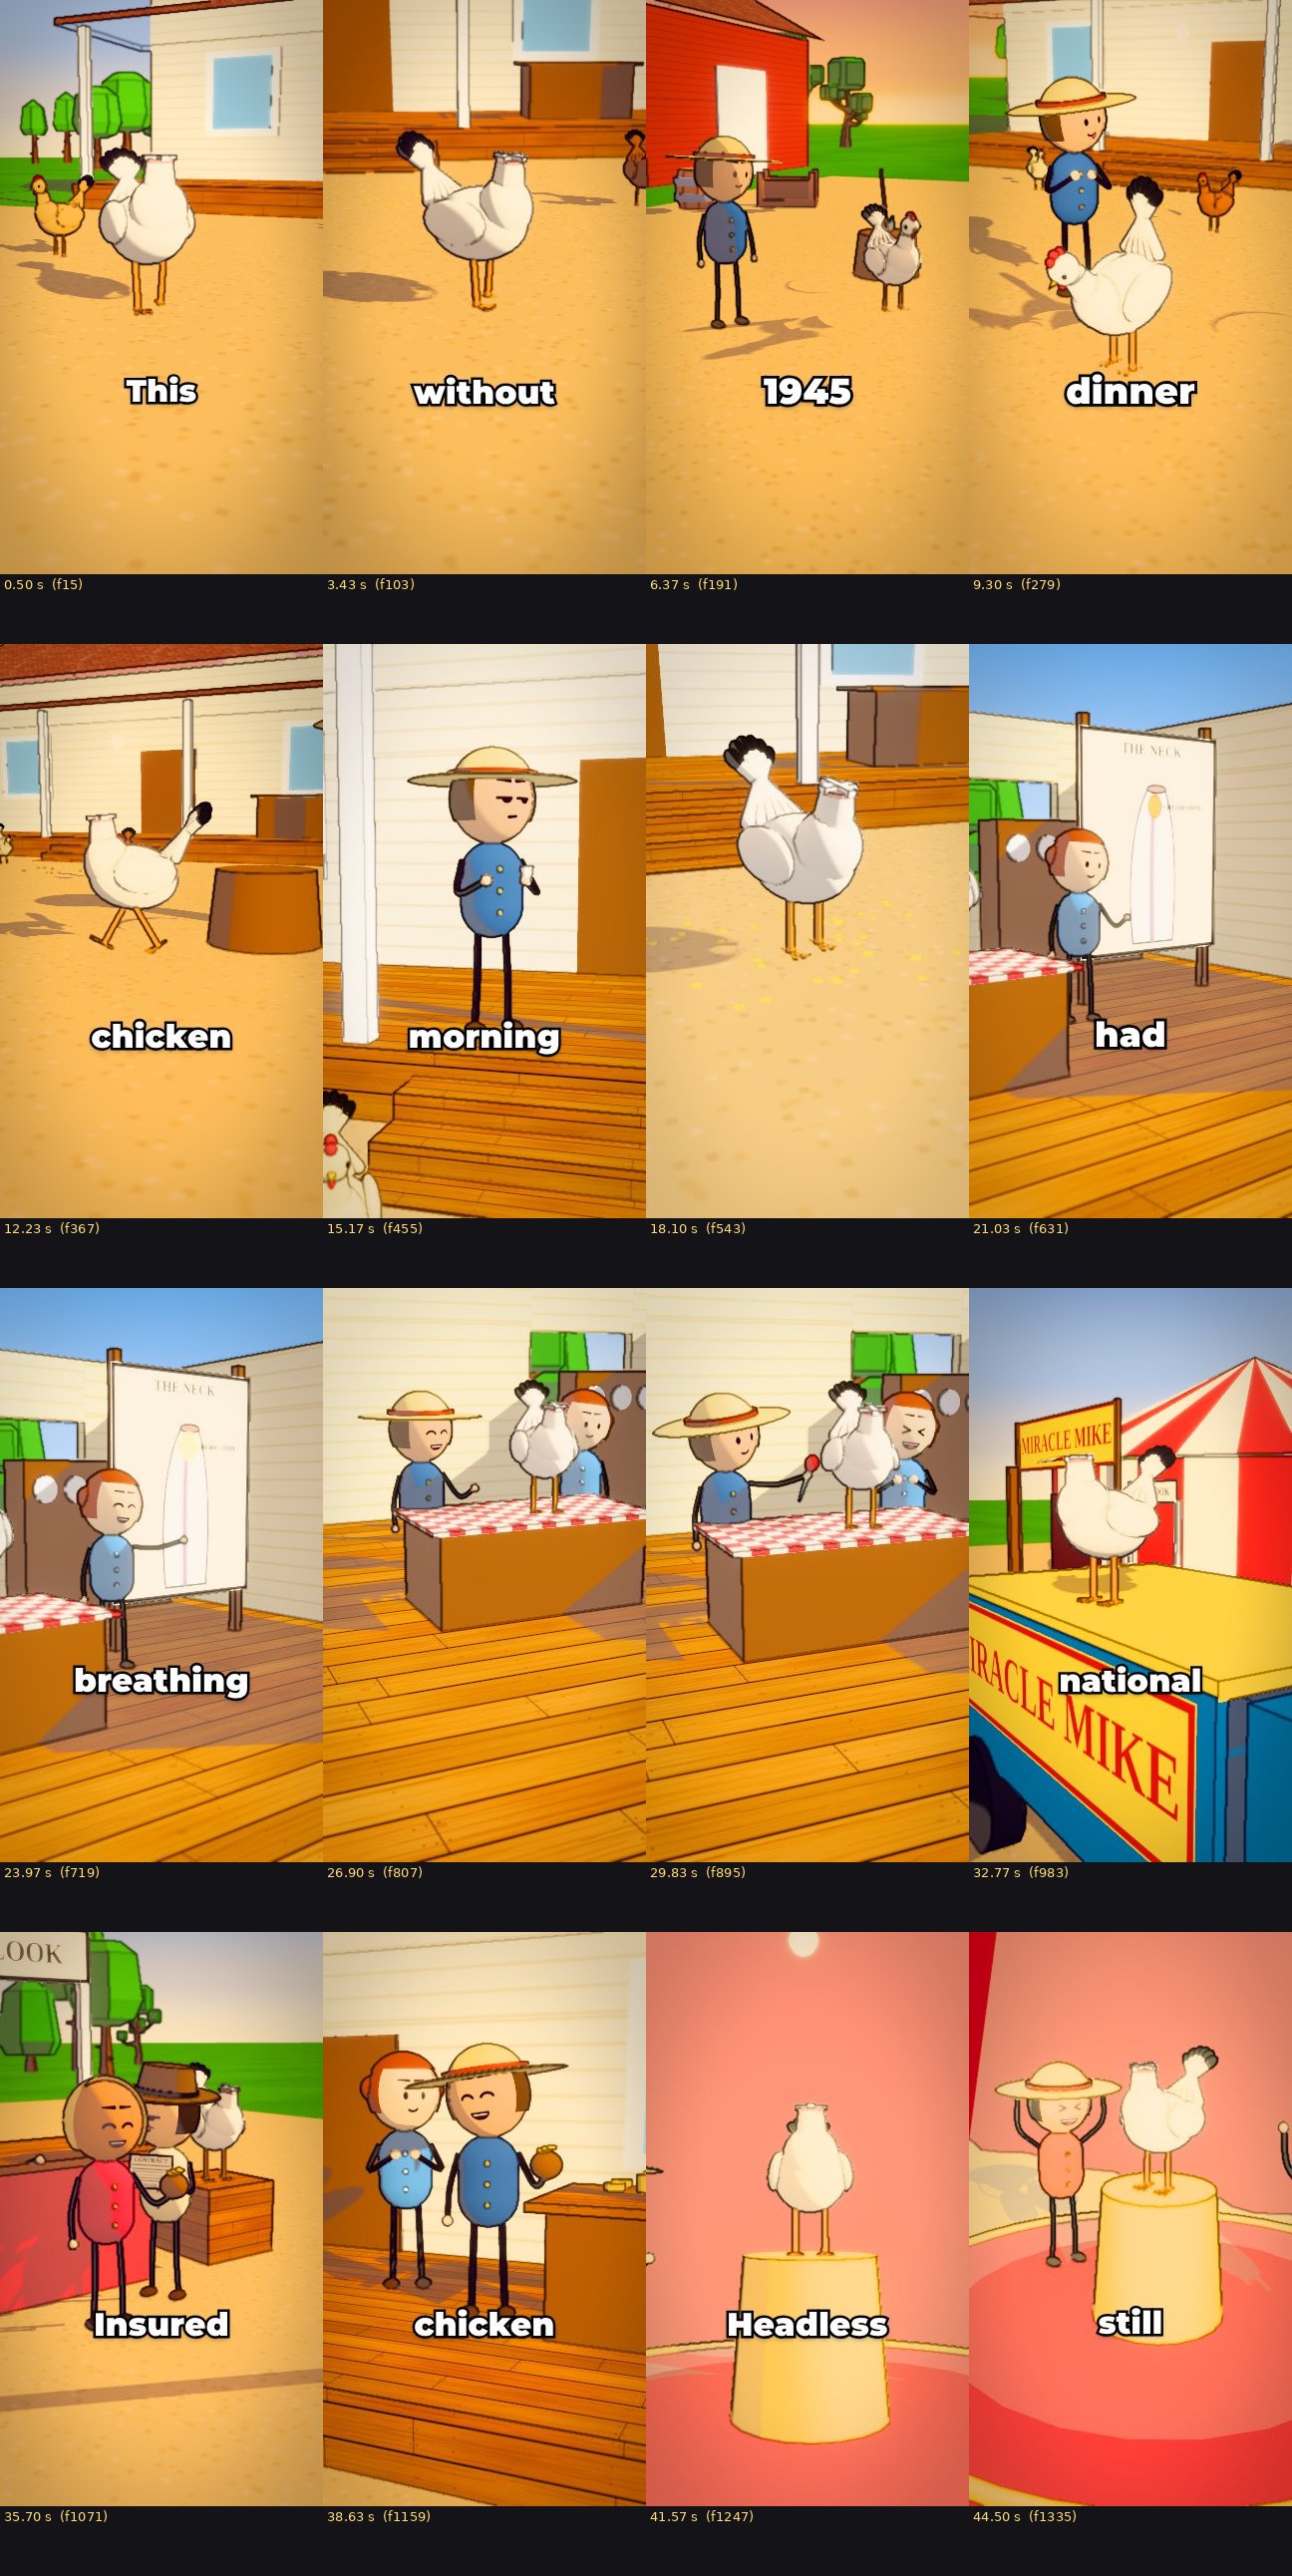 This
without
1945
dinner
0.50 s (f15)
3.43 s (f103)
6.37 s (f191)
9.30 s (f279)
THE NECK
chicken
morning
had
12.23 s (f367)
15.17 s (f455)
18.10 s (f543)
21.03 s (f631)
THE NECK
MIRACLE MIKE
breathing
national
IRACLE MIKE
23.97 s (f719)
26.90 s (f807)
29.83 s (f895)
32.77 s (f983)
LOOK
CONTRACT
Insured
chicken
Headless
still
35.70 s (f1071)
38.63 s (f1159)
41.57 s (f1247)
44.50 s (f1335)